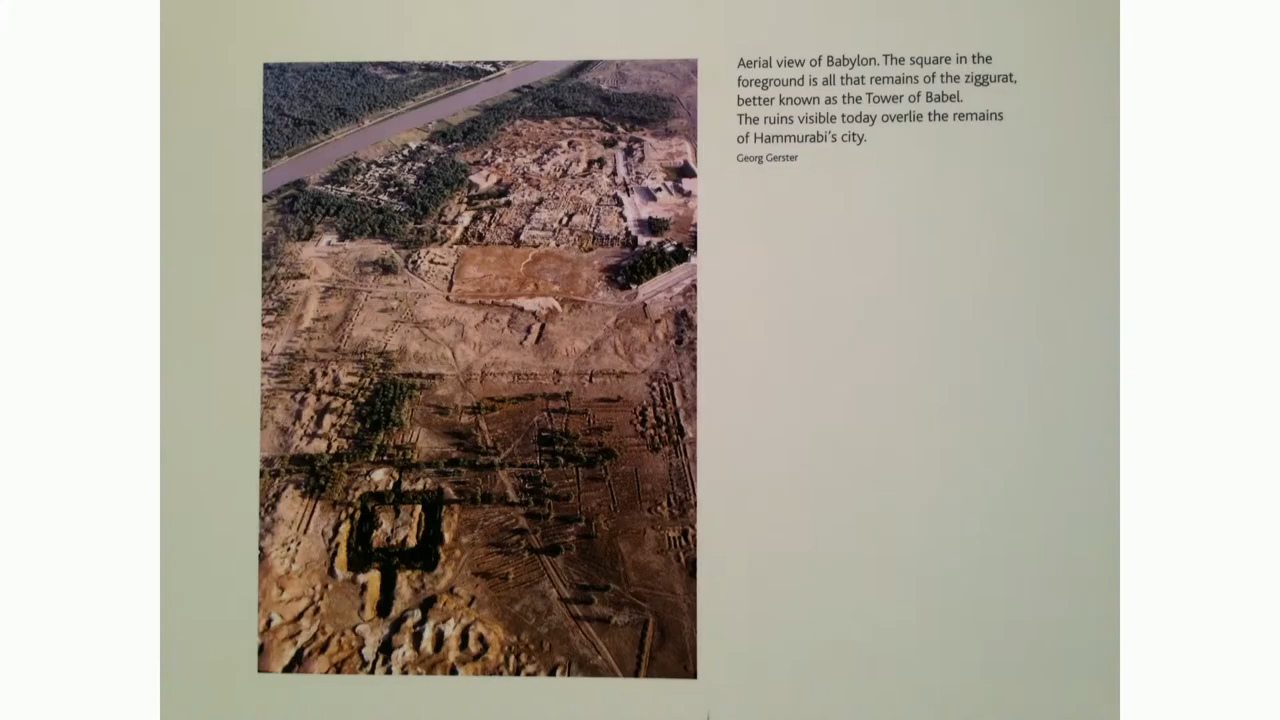 Aerial view of Babylon. The square in the
foreground is all that remains of the ziggurat,
better known as the Tower of Babel.
The ruins visible today overlie the remains
of Hammurabi's city.
Georg Gerster